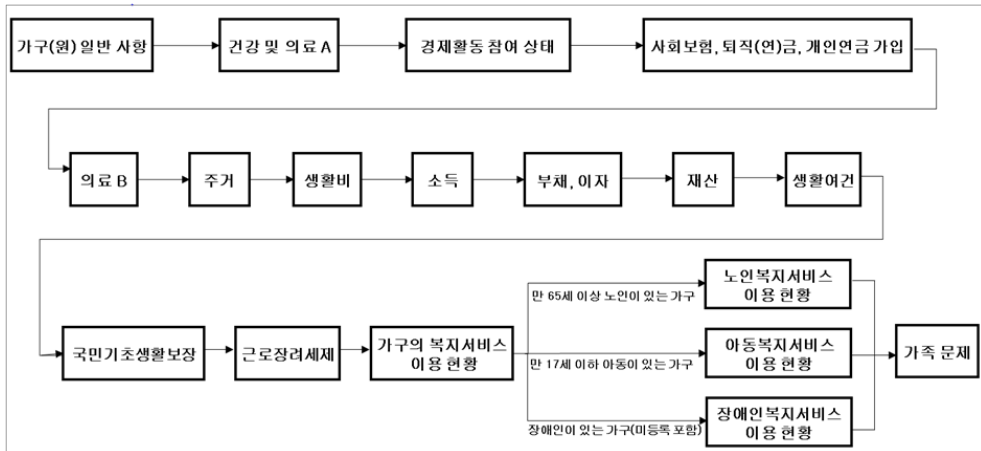 가구(원) 일반 사항
건강 및 의료 A
경제활동 참여 상태
사회보험, 퇴직(연)금, 개인연금 가입
의료 B
주거
생활비
소득
부채, 이자
재산
생활여건
국민기초생활보장
근로장려세제
가구의 복지서비스
이용 현황
만 65세 이상 노인이 있는 가구
노인복지서비스
이용 현황
만 17세 이하 아동이 있는 가구
아동복지서비스
이용 현황
장애인이 있는 가구(미등록 포함)
장애인복지서비스
이용 현황
가족 문제